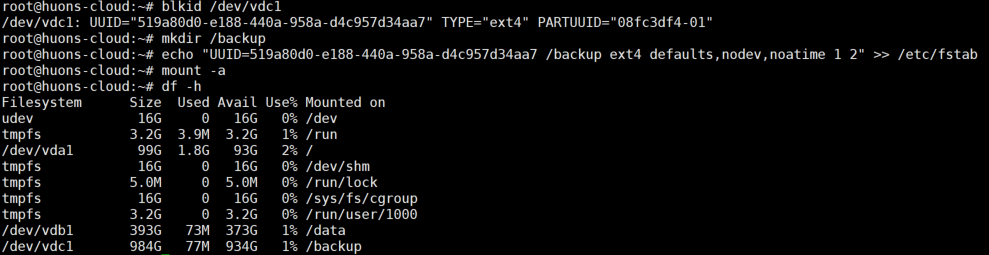 root@huons-cloud:~# blkid /dev/vdc1
/dev/vdc1: UUID="519a80d0-e188-440a-958a-d4c957d34aa7" TYPE="ext4" PARTUUID="08fc3df4-01"
root@huons-cloud:~# mkdir /backup
root@huons-cloud:~# echo "UUID=519a80d0-e188-440a-958a-d4c957d34aa7 /backup ext4 defaults,nodev,noatime 1 2" >> /etc/fstab
root@huons-cloud:~# mount -a
root@huons-cloud:~# df -h
Filesystem      Size  Used Avail Use% Mounted on
udev             16G     0   16G   0% /dev
tmpfs           3.2G  3.9M  3.2G   1% /run
/dev/vda1        99G  1.8G   93G   2% /
tmpfs            16G     0   16G   0% /dev/shm
tmpfs           5.0M     0  5.0M   0% /run/lock
tmpfs            16G     0   16G   0% /sys/fs/cgroup
tmpfs           3.2G     0  3.2G   0% /run/user/1000
/dev/vdb1       393G   73M  373G   1% /data
/dev/vdc1       984G   77M  934G   1% /backup